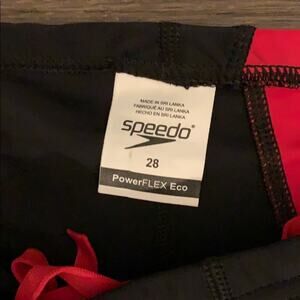 MADE IN SRI LANKA
FABRIQUÉ AU SRI LANKA
HECHO EN SRI LANKA
speedo®
28
PowerFLEX Eco